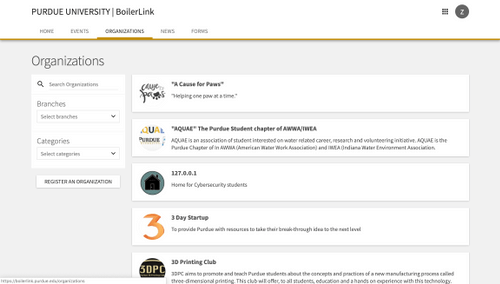 PURDUE UNIVERSITY | BoilerLink
Z
HOME EVENTS ORGANIZATIONS NEWS FORMS
Organizations
Search Organizations
Branches
Select branches
Categories
Select categories
REGISTER AN ORGANIZATION
cause paws
"A Cause for Paws"
"Helping one paw at a time."
AQUAE
PURDUE
"AQUAE" The Purdue Student chapter of AWWA/IWEA
AQUAE is an association of student interested on water related career, research and volunteering initiative. AQUAE is the
Purdue Chapter of in AWWA (American Water Work Association) and IWEA (Indiana Water Environment Association).
127.0.0.1
Home for Cybersecurity students
3
3 Day Startup
To provide Purdue with resources to take their break-through idea to the next level
3DPC
3D Printing Club
3DPC aims to promote and teach Purdue students about the concepts and practices of a new manufacturing process called
three-dimensional printing. This club will offer, to all students, education and a hands on experience with this technology.
https://boilerlink.purdue.edu/organizations